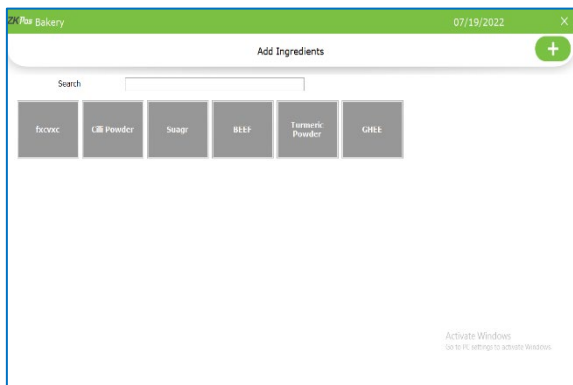 ZKPos Bakery 07/19/2022 X
Add Ingredients +
Search
fxcvxc Cilli Powder Suagr BEEF Turmeric Powder GHEE
Activate Windows
Go to PC settings to activate Windows.